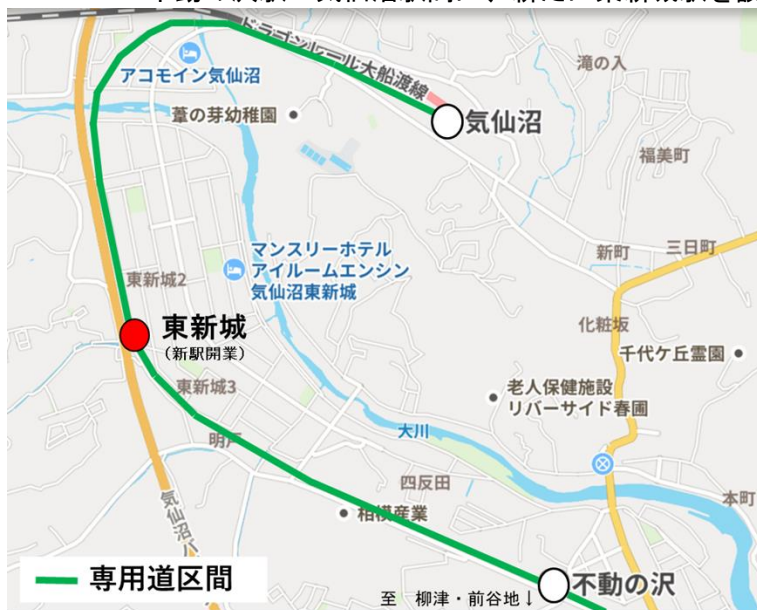 ドラゴンレール大船渡線
アコモイン気仙沼
葦の芽幼稚園
気仙沼
滝の入
福美町
新町
三日町
マンスリーホテル
アイルームエンシン
気仙沼東新城
東新城2
東新城
(新駅開業)
化粧坂
千代ケ丘霊園
東新城3
老人保健施設
リバーサイド春圃
明戸
大川
四反田
本町
相模産業
気仙沼バ
専用道区間
不動の沢
至 柳津・前谷地↓